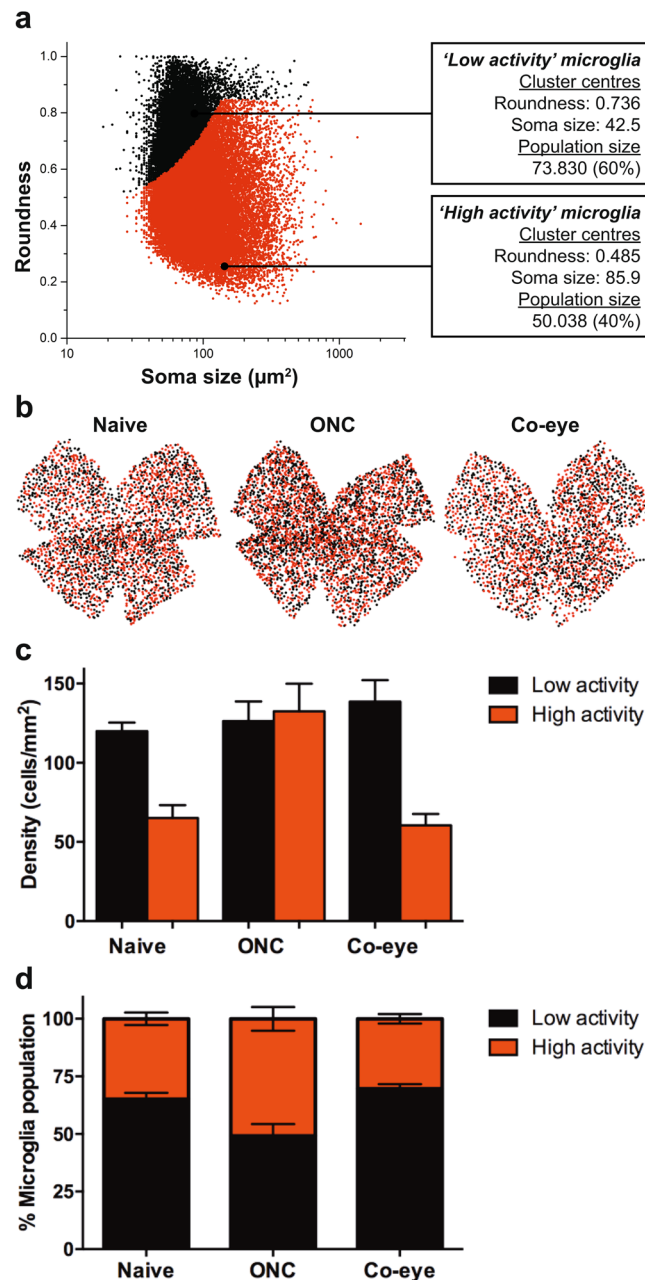 a
1.0
0.8
0.6
0.4
0.2
0.0
Roundness
10
100
1000
Soma size (µm²)
‘Low activity’ microglia
Cluster centres
Roundness: 0.736
Soma size: 42.5
Population size
73.830 (60%)
‘High activity’ microglia
Cluster centres
Roundness: 0.485
Soma size: 85.9
Population size
50.038 (40%)
b
Naive
ONC
Co-eye
c
150
100
50
0
Density (cells/mm²)
Naive
ONC
Co-eye
Low activity
High activity
d
100
75
50
25
0
% Microglia population
Naive
ONC
Co-eye
Low activity
High activity